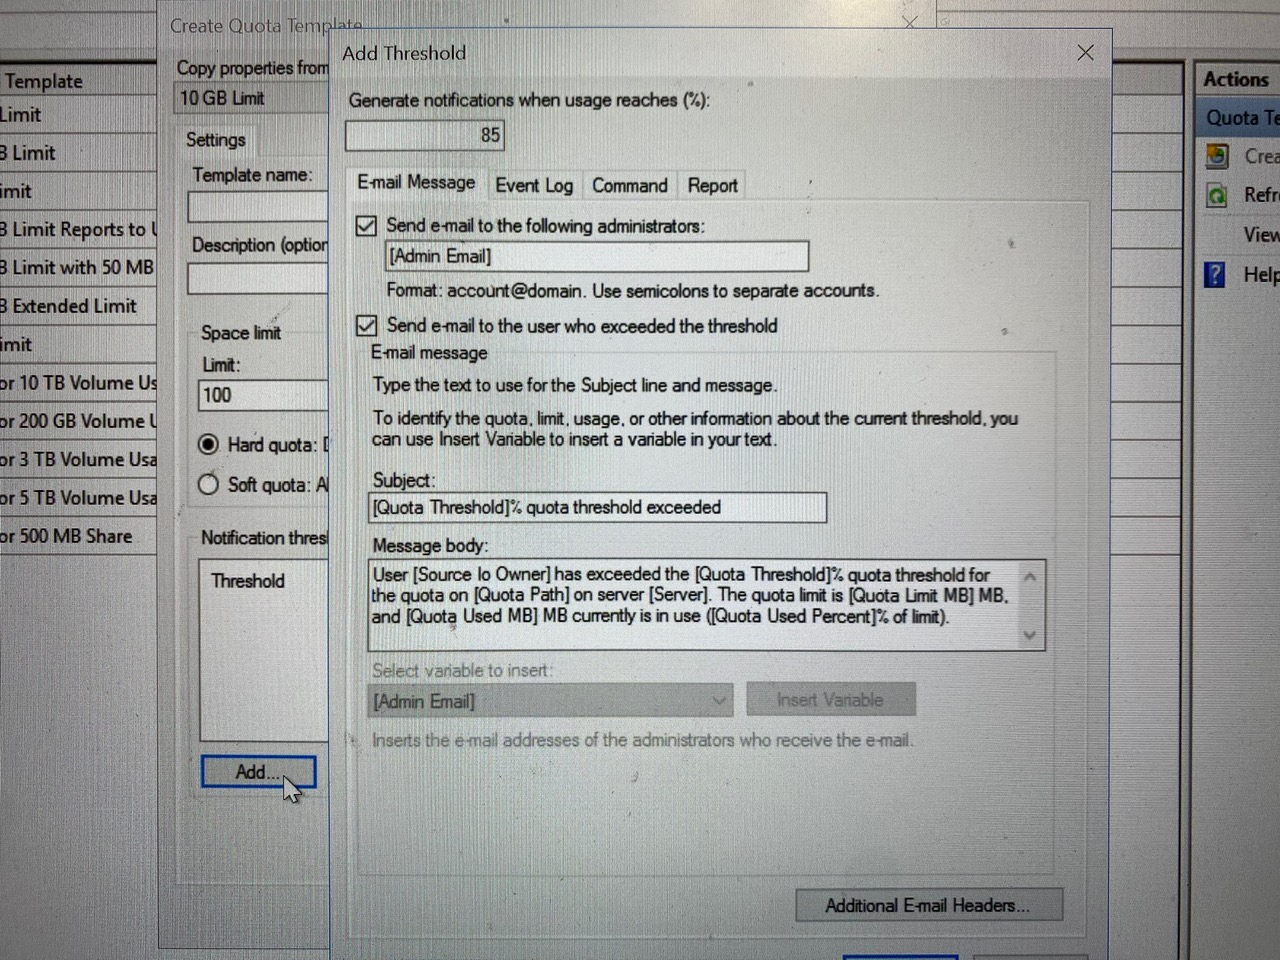 Create Quota Template
Add Threshold
Copy properties from
10 GB Limit
Settings
Template name:
Description (option
Space limit
Limit:
100
Hard quota: D
Soft quota: A
Notification thres
Threshold
Add...
Generate notifications when usage reaches (%):
85
E-mail Message
Event Log
Command
Report
Send e-mail to the following administrators:
[Admin Email]
Format: account@domain. Use semicolons to separate accounts.
Send e-mail to the user who exceeded the threshold
E-mail message
Type the text to use for the Subject line and message.
To identify the quota, limit, usage, or other information about the current threshold, you
can use Insert Variable to insert a variable in your text.
Subject:
[Quota Threshold]% quota threshold exceeded
Message body:
User [Source Io Owner] has exceeded the [Quota Threshold]% quota threshold for
the quota on [Quota Path] on server [Server]. The quota limit is [Quota Limit MB] MB,
and [Quota Used MB] MB currently is in use ([Quota Used Percent]% of limit).
Select variable to insert:
[Admin Email]
Insert Variable
Inserts the e-mail addresses of the administrators who receive the e-mail.
Additional E-mail Headers...
Template
Limit
B Limit
imit
B Limit Reports to U
B Limit with 50 MB
B Extended Limit
imit
or 10 TB Volume Us
or 200 GB Volume U
or 3 TB Volume Usa
or 5 TB Volume Usa
or 500 MB Share
Actions
Quota Te
Crea
Refre
View
Help